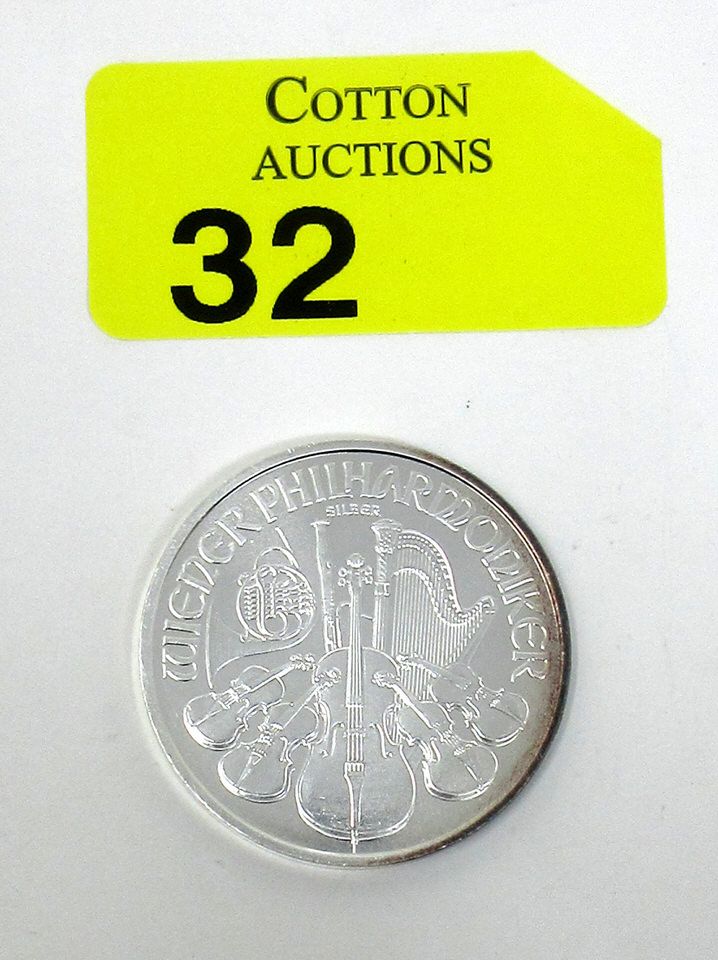 COTTON
AUCTIONS
32
WIENER PHILHARMONIKER
SILBER